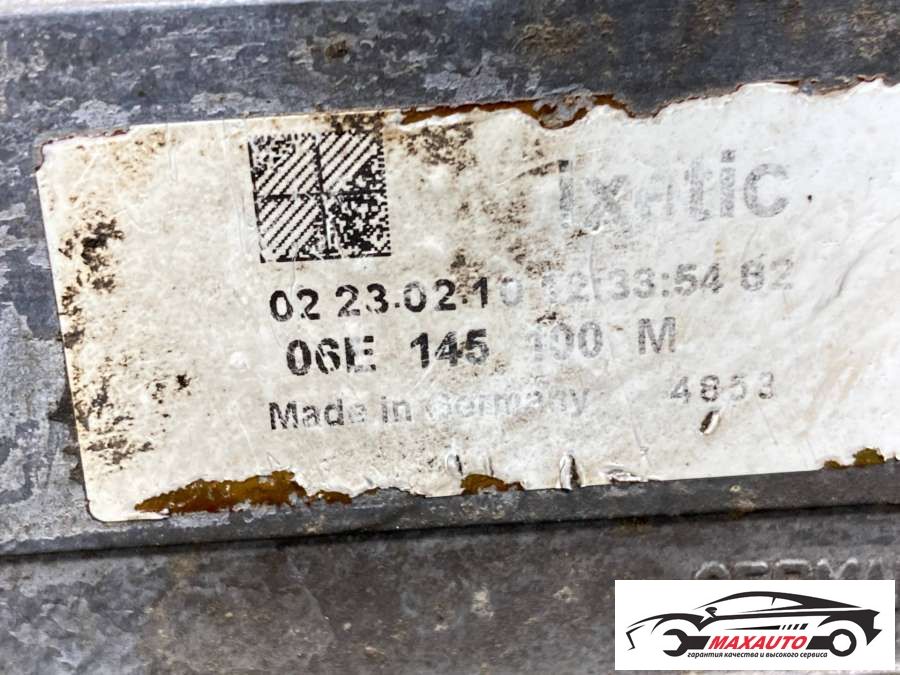 ixetic
02 23.02.10 12:33:54 82
06E 145 100 M
Made in Germany 4853
MAXAUTO
гарантия качества и высокого сервиса